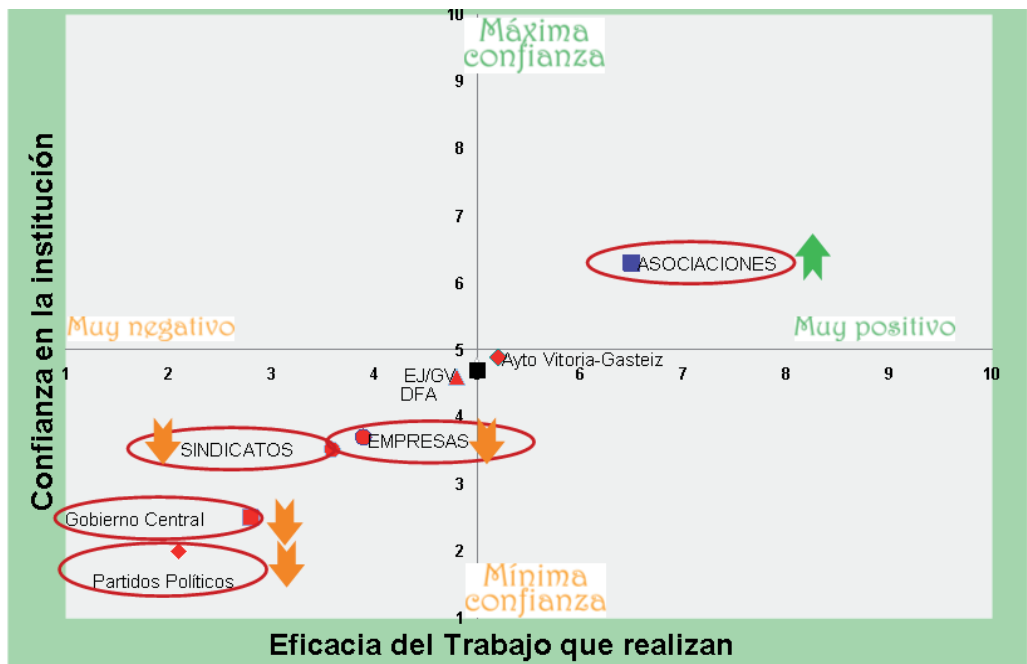 10
Máxima
confianza
9
8
7
ASOCIACIONES
6
Muy negativo
Muy positivo
5
Ayto Vitoria-Gasteiz
1 2 3 4 5 6 7 8 9 10
EJ/GV
DFA
4
EMPRESAS
SINDICATOS
3
Gobierno Central
2
Partidos Políticos
Mínima
confianza
1
Confianza en la institución
Eficacia del Trabajo que realizan